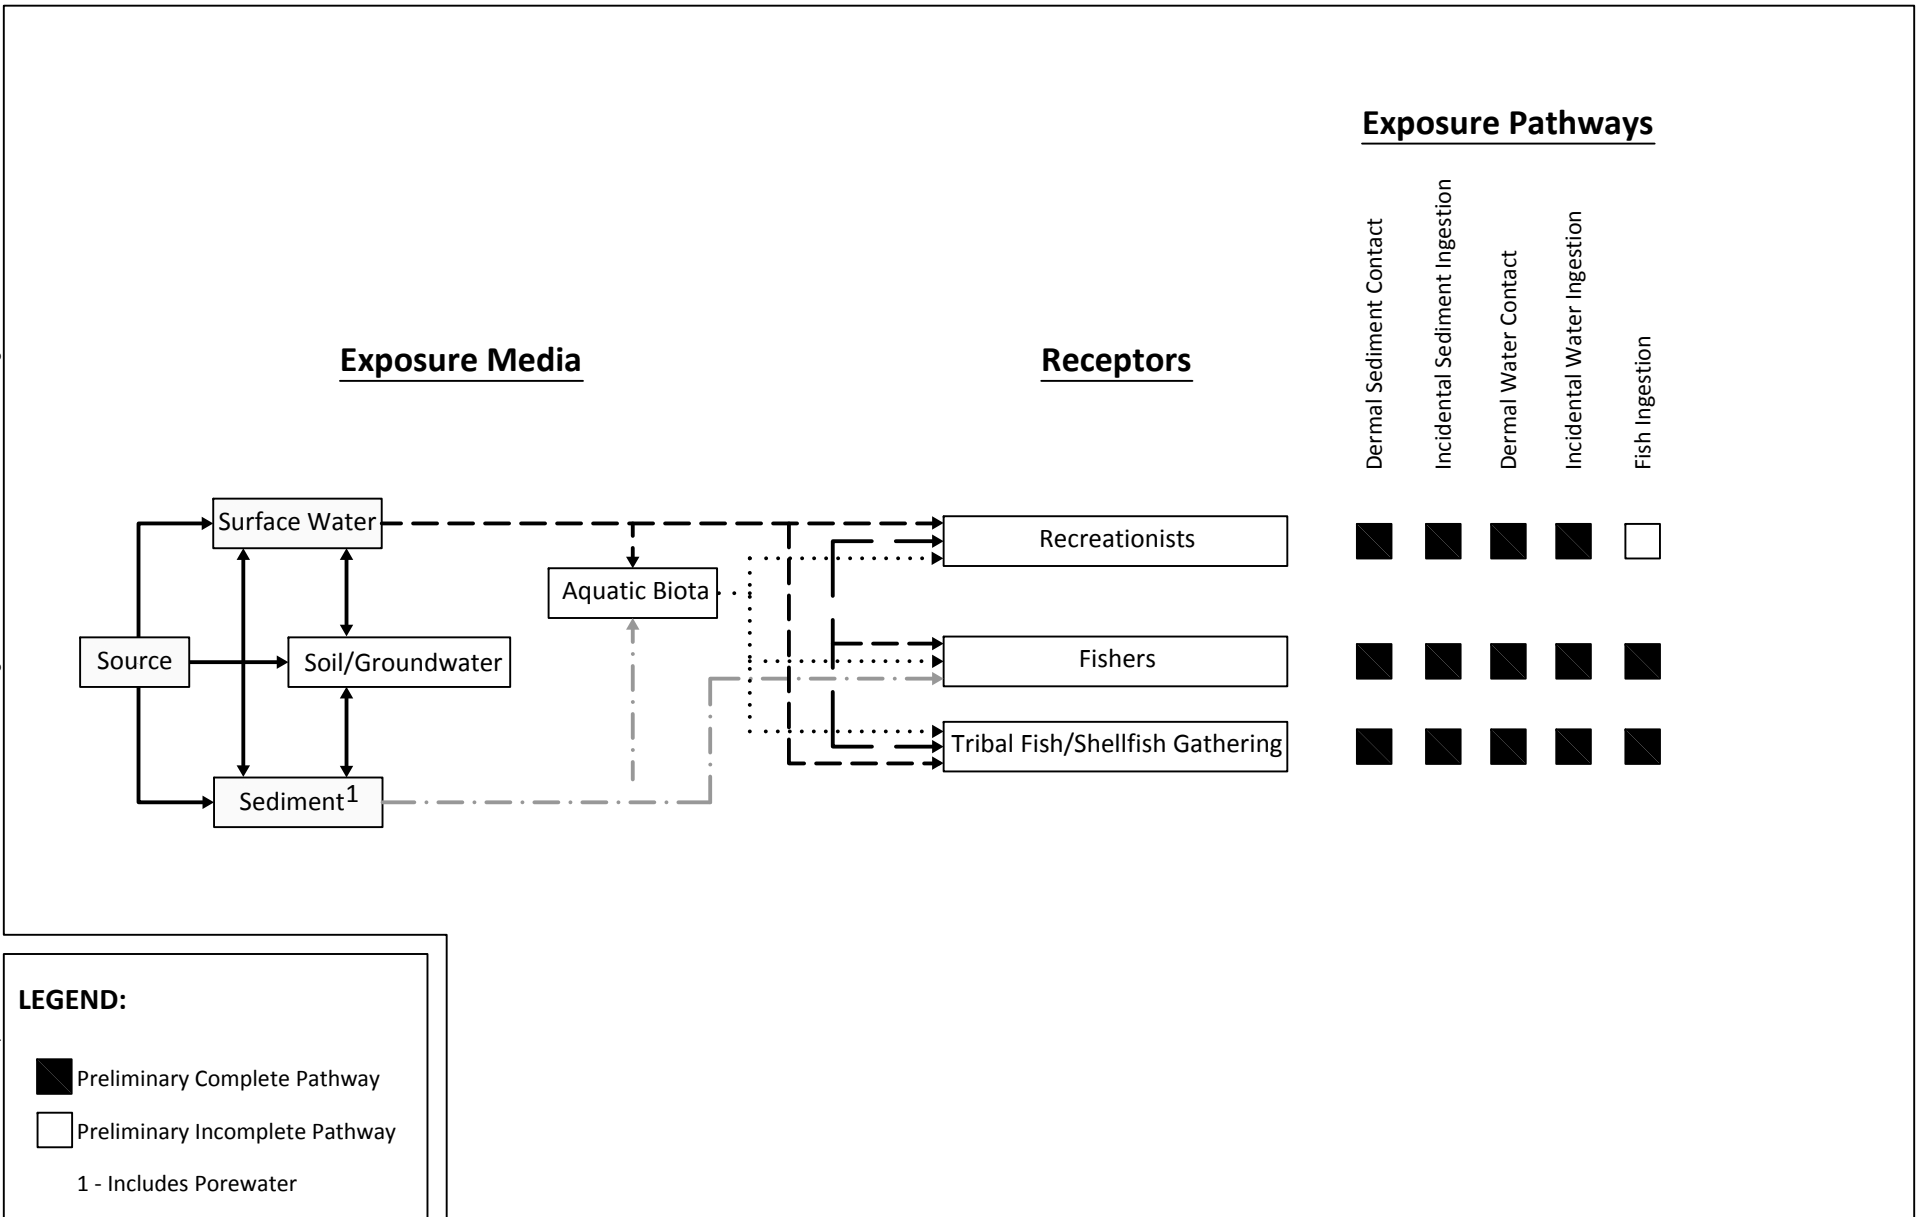 Exposure Pathways
Dermal Sediment Contact
Incidental Sediment Ingestion
Dermal Water Contact
Incidental Water Ingestion
Fish Ingestion
Exposure Media
Receptors
Surface Water
Recreationists
Aquatic Biota
Source
Soil/Groundwater
Fishers
Tribal Fish/Shellfish Gathering
Sediment1
LEGEND:
Preliminary Complete Pathway
Preliminary Incomplete Pathway
1 - Includes Porewater